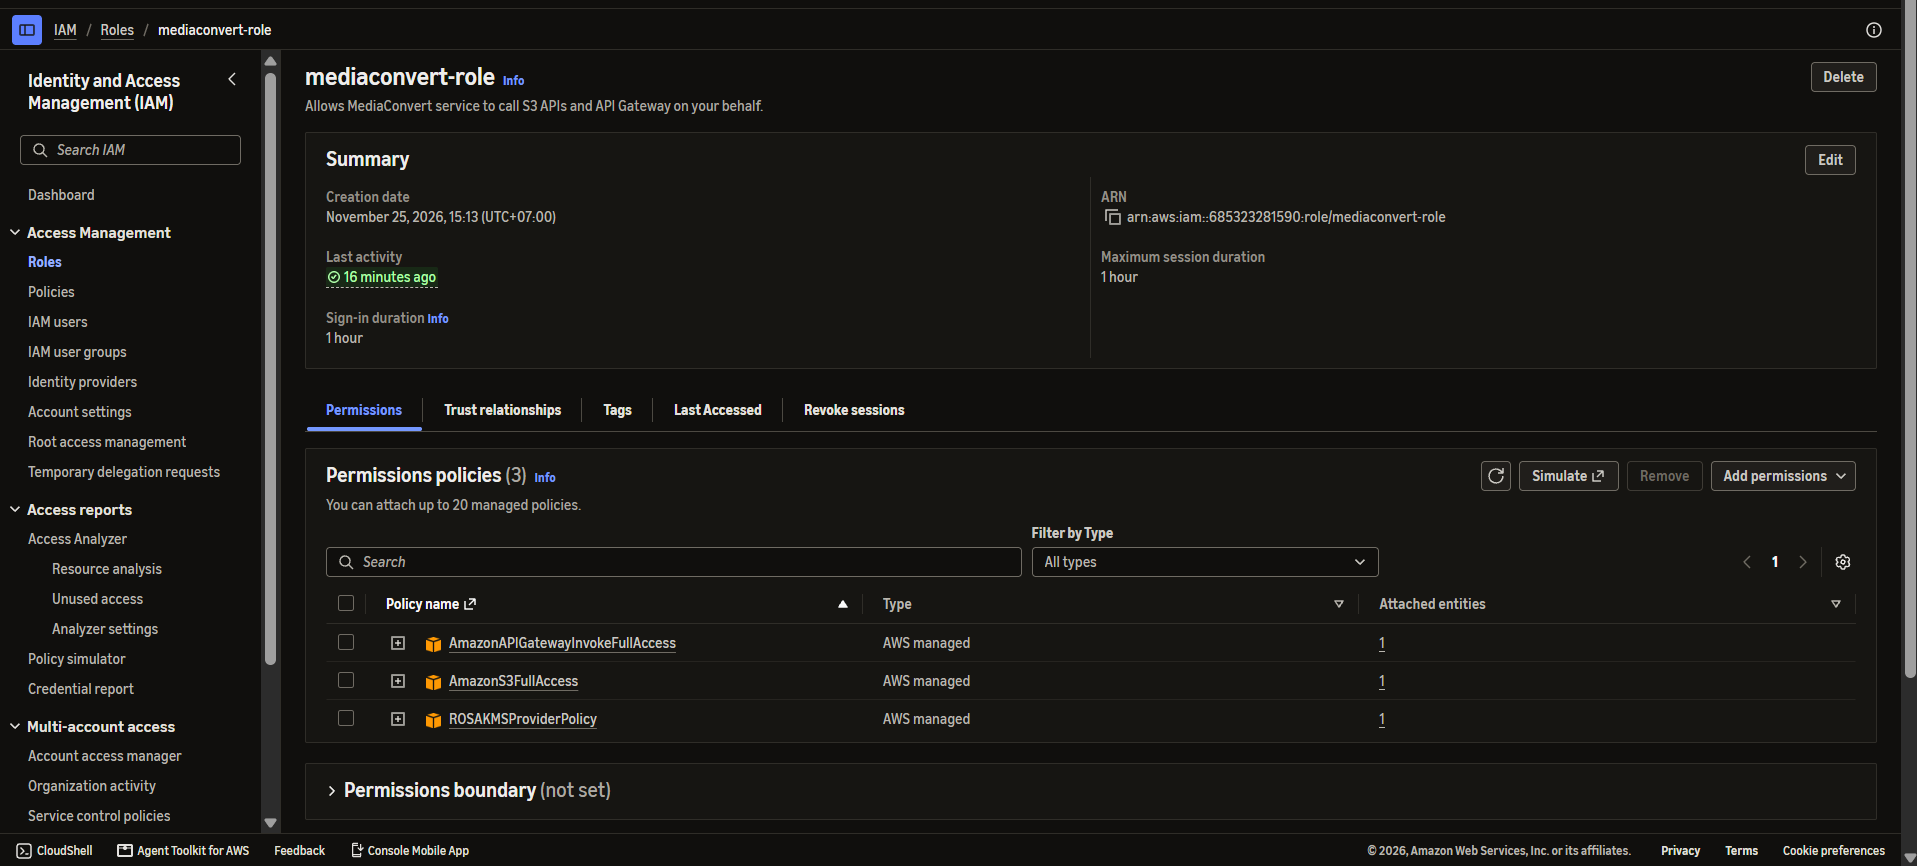 IAM / Roles / mediaconvert-role
Identity and Access Management (IAM)
Search IAM
Dashboard
Access Management
Roles
Policies
IAM users
IAM user groups
Identity providers
Account settings
Root access management
Temporary delegation requests
Access reports
Access Analyzer
Resource analysis
Unused access
Analyzer settings
Policy simulator
Credential report
Multi-account access
Account access manager
Organization activity
Service control policies
mediaconvert-role Info
Delete
Allows MediaConvert service to call S3 APIs and API Gateway on your behalf.
Summary
Edit
Creation date
November 25, 2026, 15:13 (UTC+07:00)
Last activity
16 minutes ago
Sign-in duration Info
1 hour
ARN
arn:aws:iam::685323281590:role/mediaconvert-role
Maximum session duration
1 hour
Permissions
Trust relationships
Tags
Last Accessed
Revoke sessions
Permissions policies (3) Info
Simulate
Remove
Add permissions
You can attach up to 20 managed policies.
Filter by Type
Search
All types
1
Policy name Type Attached entities
AmazonAPIGatewayInvokeFullAccess AWS managed 1
AmazonS3FullAccess AWS managed 1
ROSAKMSProviderPolicy AWS managed 1
Permissions boundary (not set)
CloudShell Agent Toolkit for AWS Feedback Console Mobile App © 2026, Amazon Web Services, Inc. or its affiliates. Privacy Terms Cookie preferences